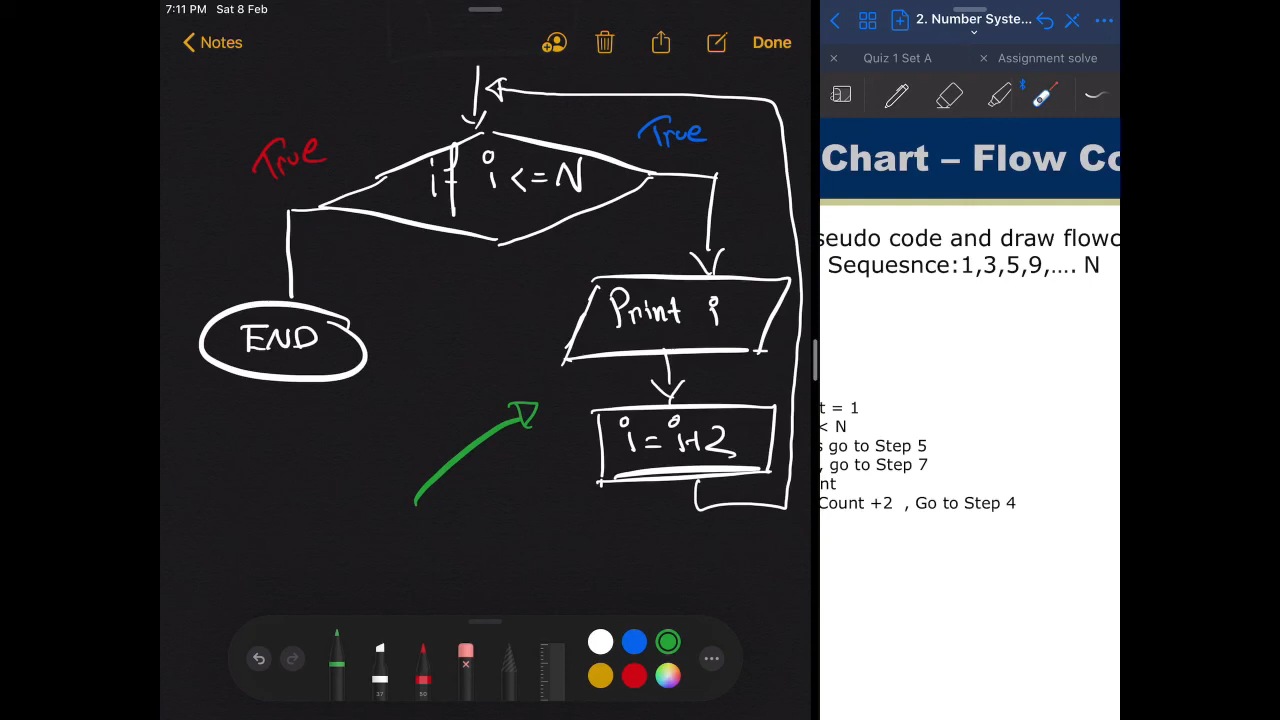 7:11 PM Sat 8 Feb
Notes
Done
True
if i <= N
True
END
Print i
i = i+2
37
50
2. Number Syste...
Quiz 1 Set A
Assignment solve
Chart – Flow Co
seudo code and draw flowc
Sequesnce:1,3,5,9,…. N
t = 1
< N
s go to Step 5
, go to Step 7
nt
Count +2 , Go to Step 4